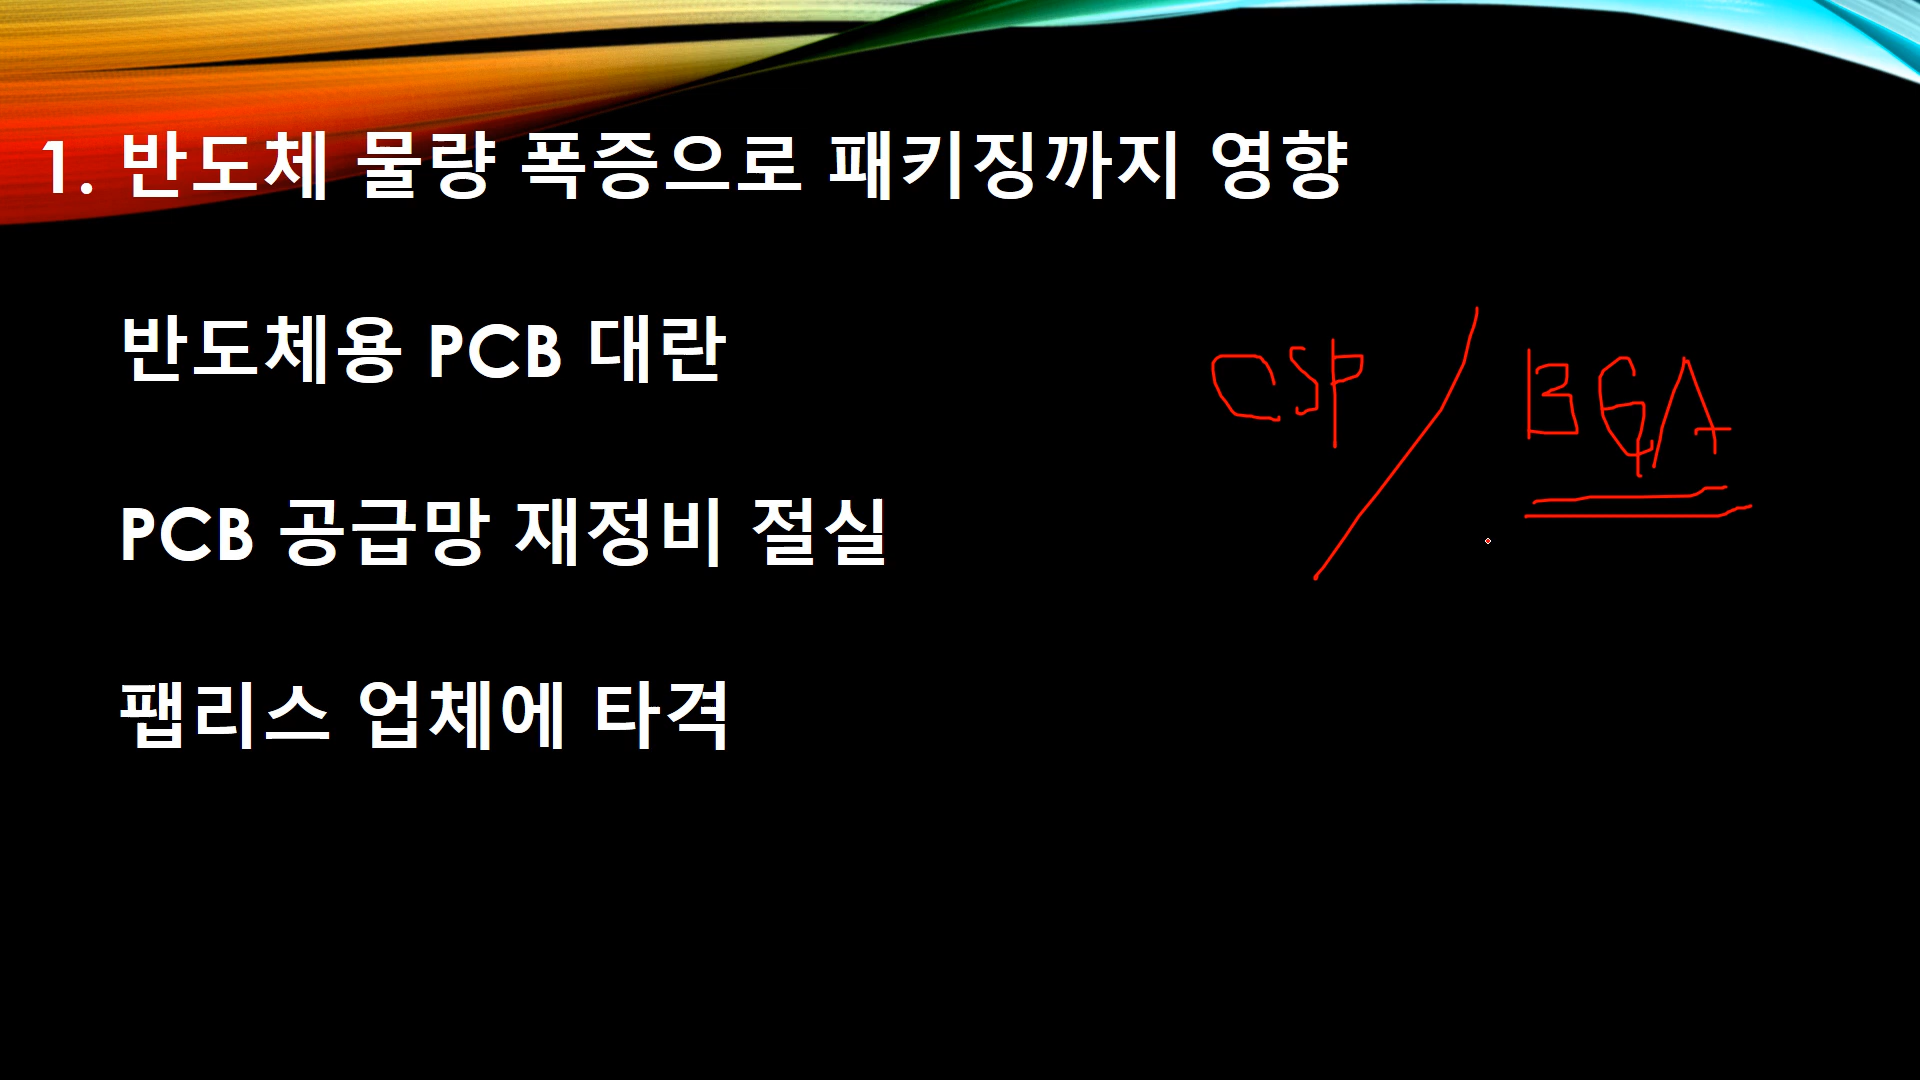 1. 반도체 물량 폭증으로 패키징까지 영향
반도체용 PCB 대란
CSP / BGA
PCB 공급망 재정비 절실
팹리스 업체에 타격